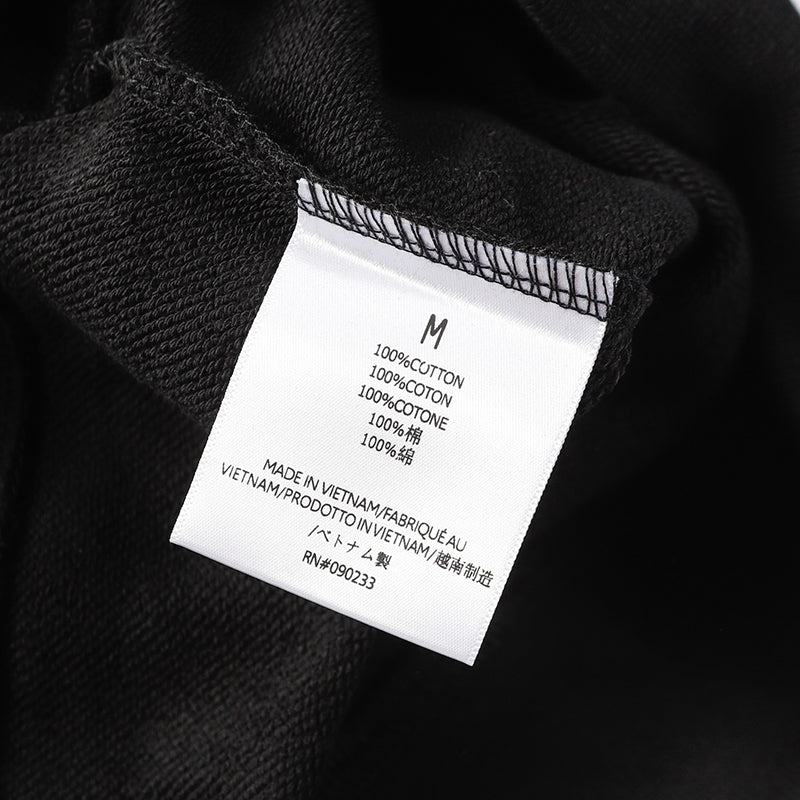 M
100%COTTON
100%COTON
100%COTONE
100%棉
100%綿
MADE IN VIETNAM/FABRIQUÉ AU
VIETNAM/PRODOTTO IN VIETNAM/越南制造
/ベトナム製
RN#090233